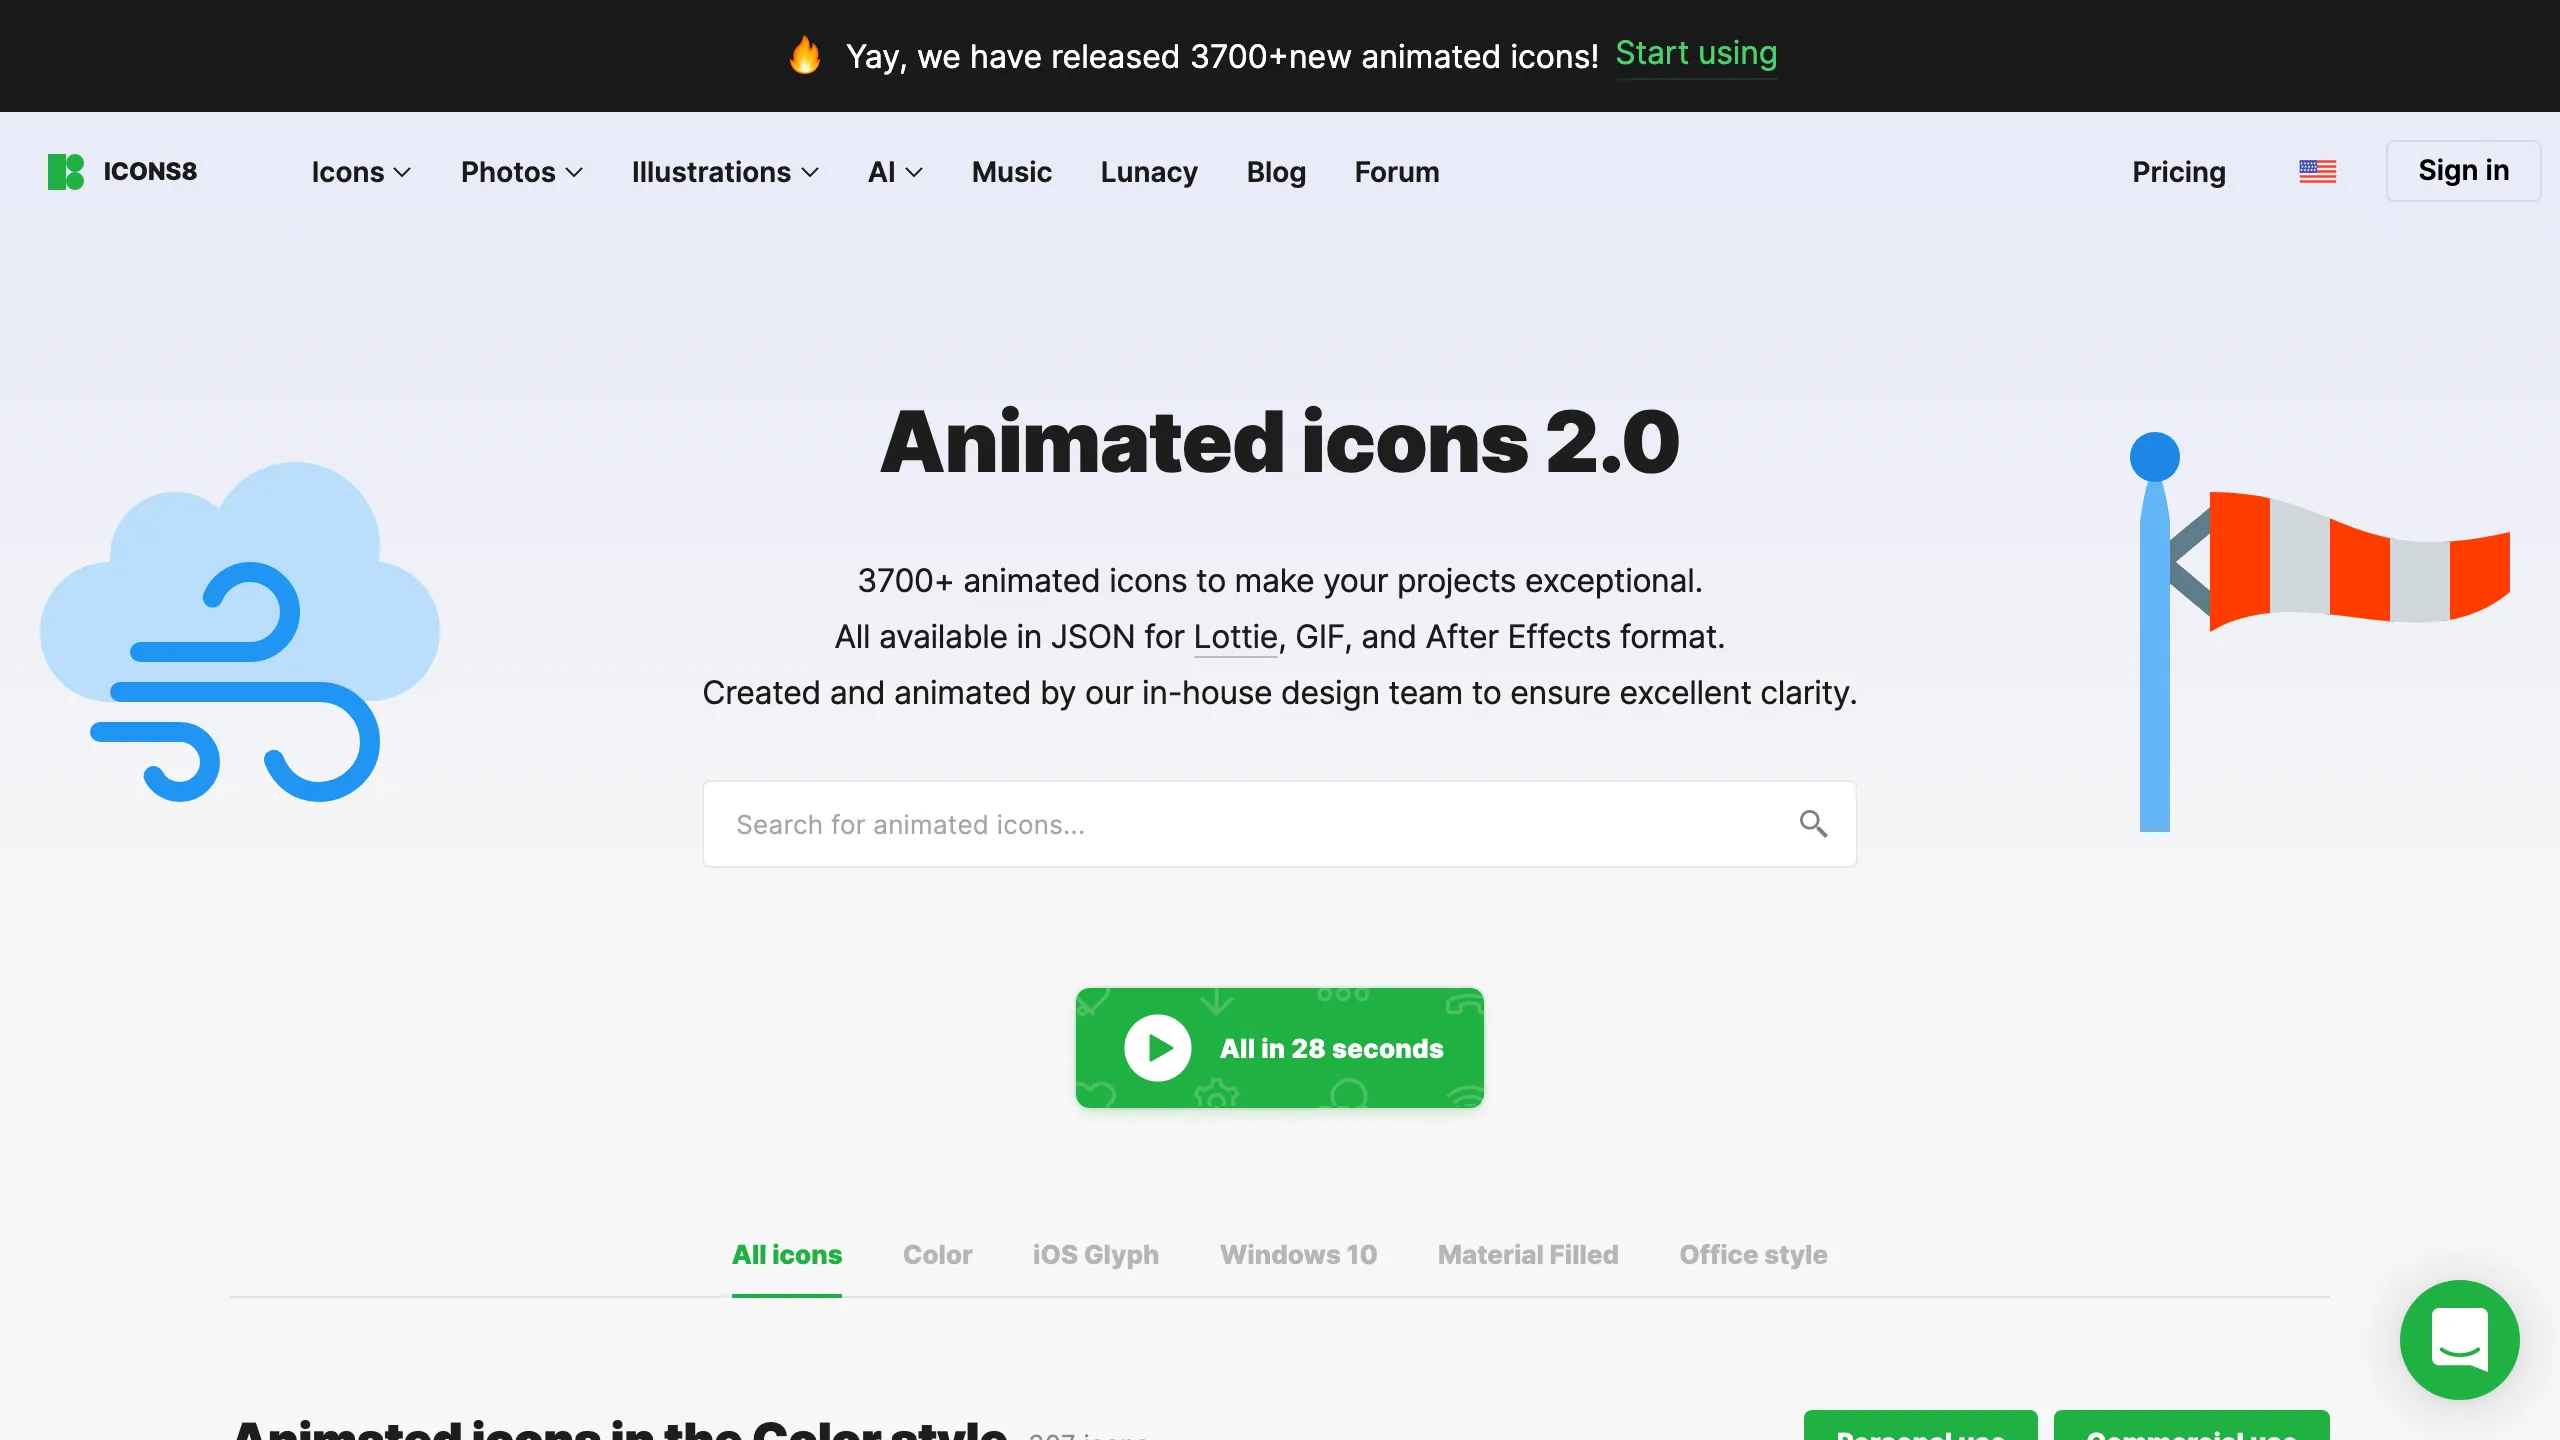 Yay, we have released 3700+new animated icons! Start using
ICONS8 Icons Photos Illustrations AI Music Lunacy Blog Forum Pricing Sign in
Animated icons 2.0
3700+ animated icons to make your projects exceptional.
All available in JSON for Lottie, GIF, and After Effects format.
Created and animated by our in-house design team to ensure excellent clarity.
Search for animated icons...
All in 28 seconds
All icons Color iOS Glyph Windows 10 Material Filled Office style
Animated icons in the Color style Personal use Commercial use